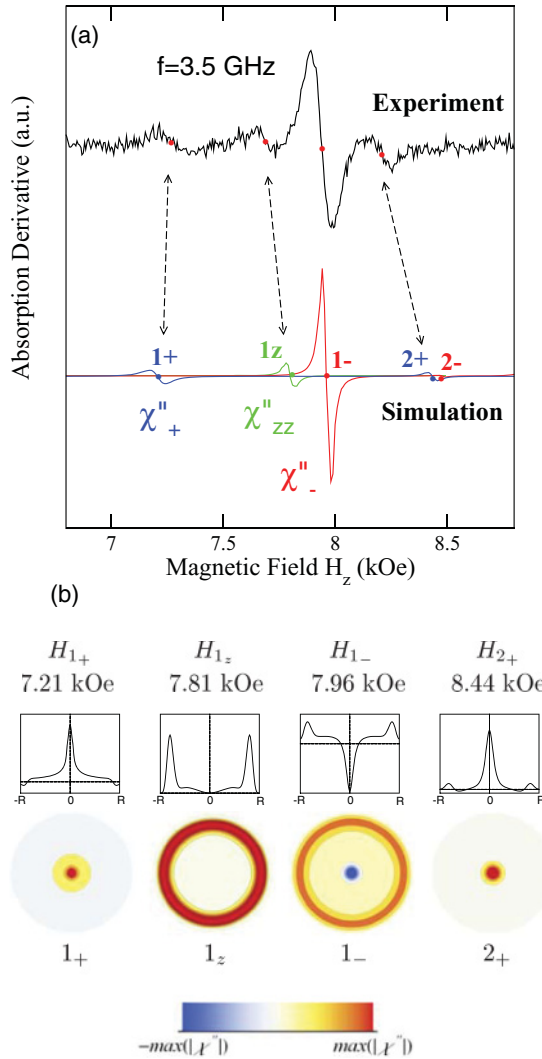 (a)
f=3.5 GHz
Experiment
Absorption Derivative (a.u.)
1+
1z
1-
2+
2-
Simulation
χ"+
χ"zz
χ"-
7
7.5
8
8.5
Magnetic Field Hz (kOe)
(b)
H1+ H1z H1− H2+
7.21 kOe 7.81 kOe 7.96 kOe 8.44 kOe
-R 0 R -R 0 R -R 0 R -R 0 R
1+ 1z 1− 2+
−max(|χ"|) max(|χ"|)